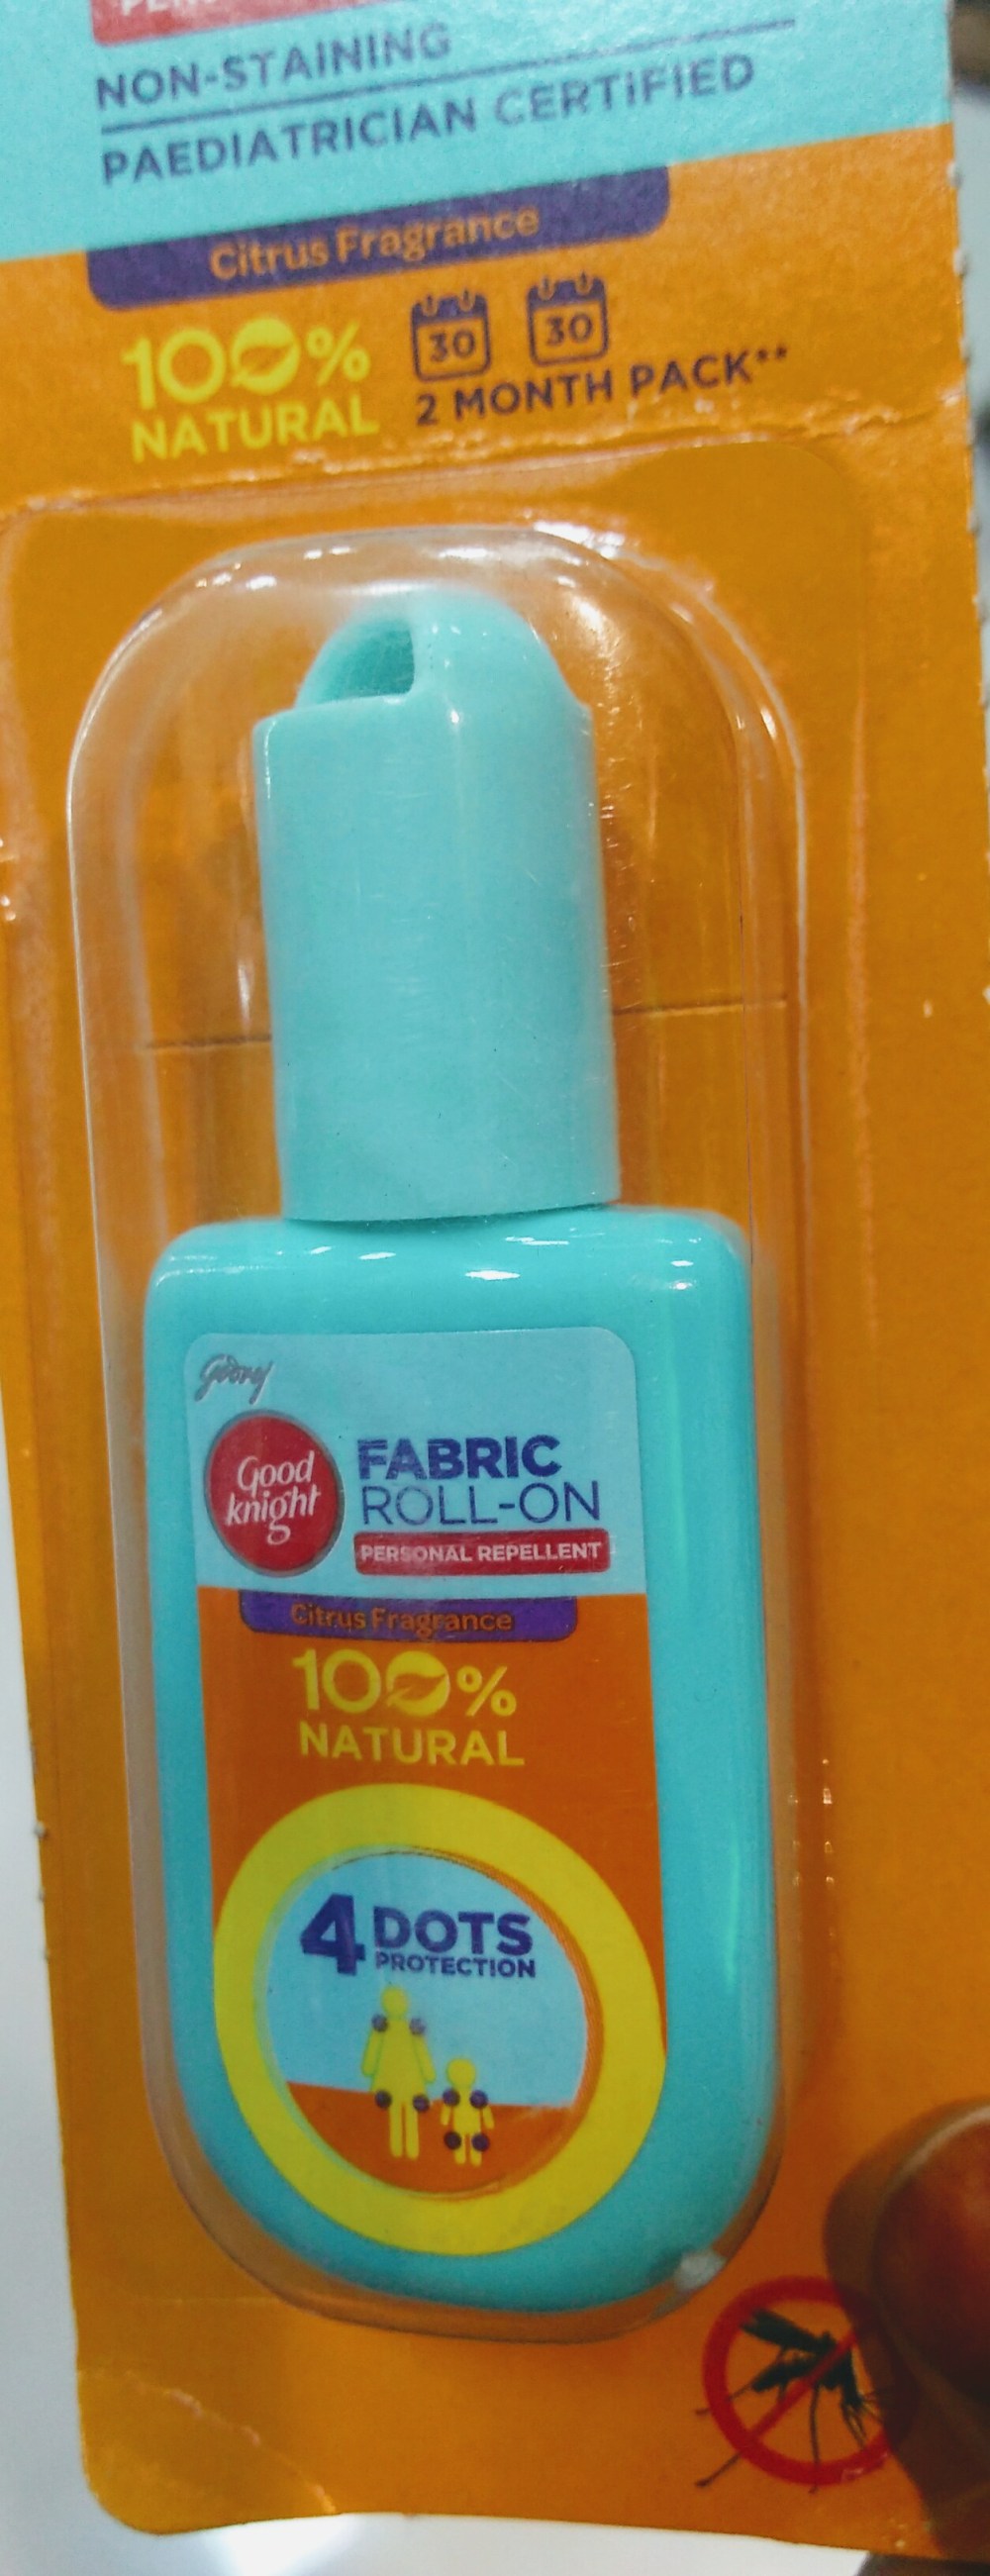 NON-STAINING
PAEDIATRICIAN CERTIFIED
Citrus Fragrance
100%
NATURAL
30 30
2 MONTH PACK**
Godrej
Good
knight
FABRIC
ROLL-ON
PERSONAL REPELLENT
Citrus Fragrance
100%
NATURAL
4 DOTS
PROTECTION